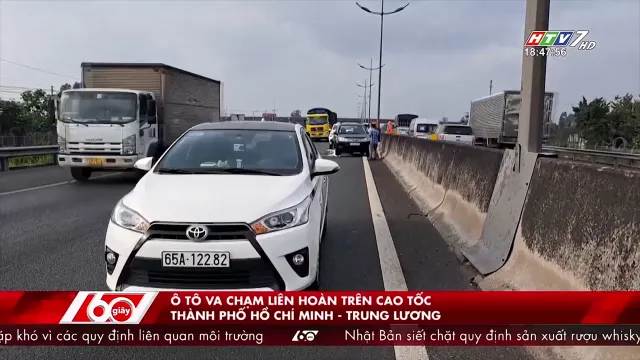 HTV7 HD
18:47:56
65A-122.82
60 giây
Ô TÔ VA CHẠM LIÊN HOÀN TRÊN CAO TỐC
THÀNH PHỐ HỒ CHÍ MINH - TRUNG LƯƠNG
ặp khó vì các quy định liên quan môi trường
Nhật Bản siết chặt quy định sản xuất rượu whisky